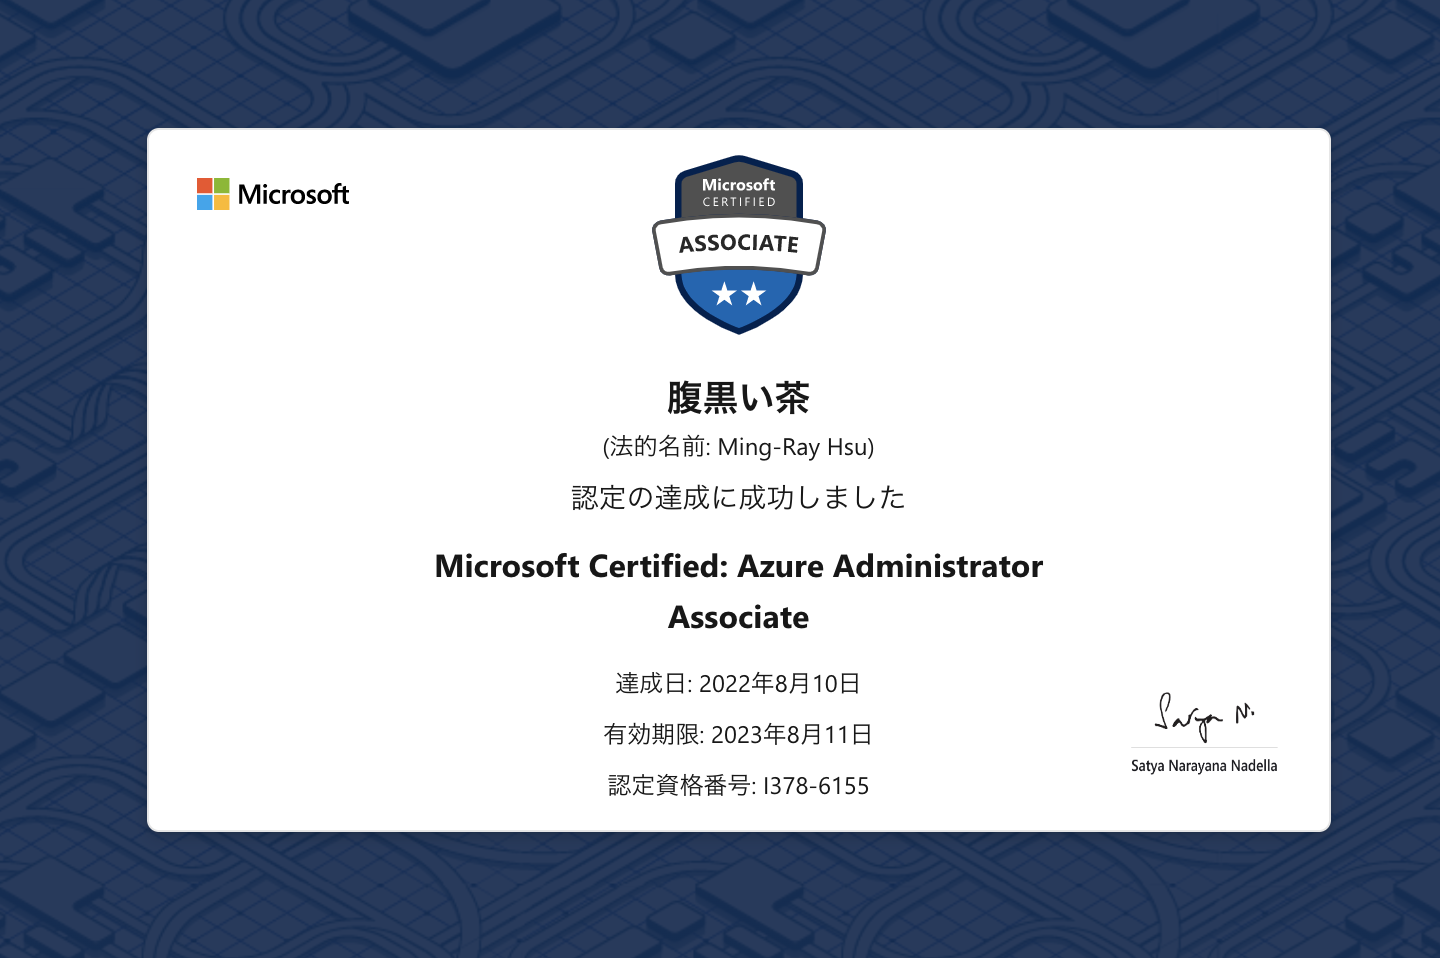 Microsoft
Microsoft
CERTIFIED
ASSOCIATE
腹黒い茶
(法的名前: Ming-Ray Hsu)
認定の達成に成功しました
Microsoft Certified: Azure Administrator
Associate
達成日: 2022年8月10日
有効期限: 2023年8月11日
認定資格番号: I378-6155
Satya N.
Satya Narayana Nadella